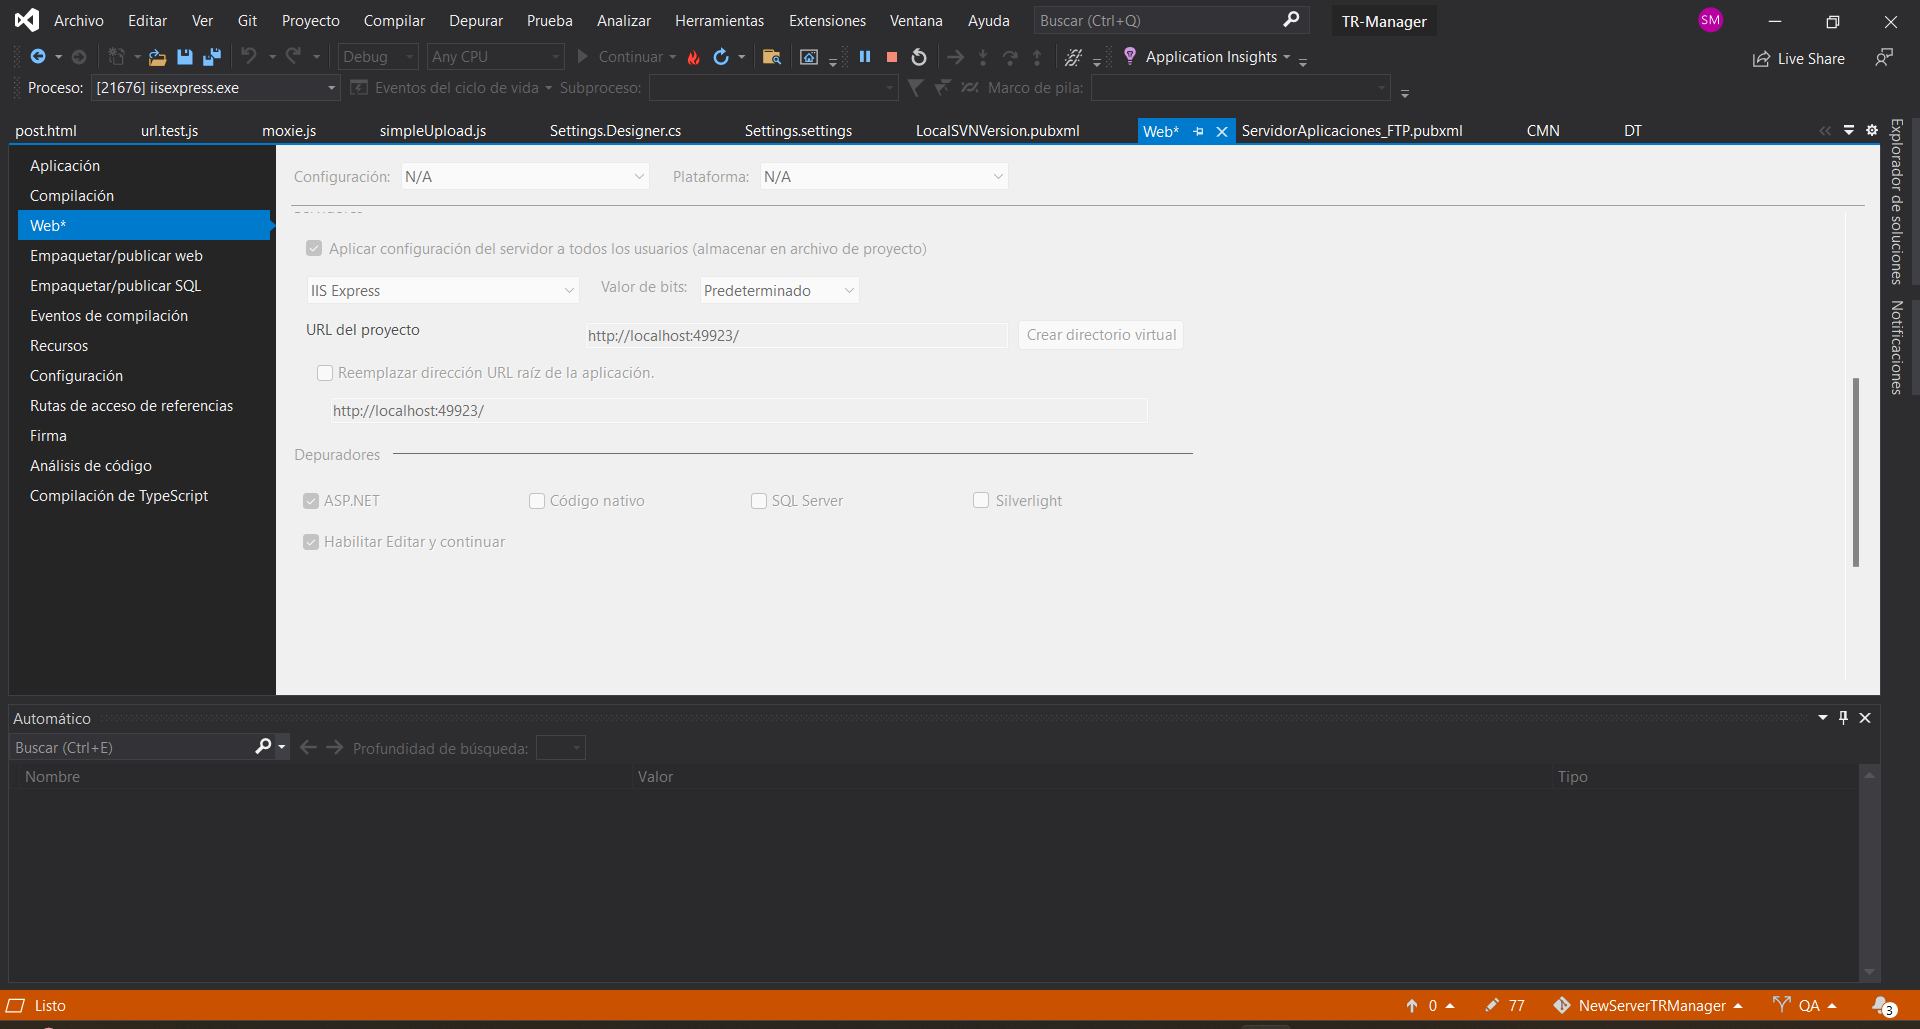 Archivo Editar Ver Git Proyecto Compilar Depurar Prueba Analizar Herramientas Extensiones Ventana Ayuda Buscar (Ctrl+Q) TR-Manager SM
Debug Any CPU Continuar Application Insights Live Share
Proceso: [21676] iisexpress.exe Eventos del ciclo de vida Subproceso: Marco de pila:
post.html url.test.js moxie.js simpleUpload.js Settings.Designer.cs Settings.settings LocalSVNVersion.pubxml Web* ServidorAplicaciones_FTP.pubxml CMN DT
Explorador de soluciones
Notificaciones
Aplicación
Compilación
Web*
Empaquetar/publicar web
Empaquetar/publicar SQL
Eventos de compilación
Recursos
Configuración
Rutas de acceso de referencias
Firma
Análisis de código
Compilación de TypeScript
Configuración: N/A Plataforma: N/A
Aplicar configuración del servidor a todos los usuarios (almacenar en archivo de proyecto)
IIS Express Valor de bits: Predeterminado
URL del proyecto http://localhost:49923/ Crear directorio virtual
Reemplazar dirección URL raíz de la aplicación.
http://localhost:49923/
Depuradores
ASP.NET Código nativo SQL Server Silverlight
Habilitar Editar y continuar
Automático
Buscar (Ctrl+E) Profundidad de búsqueda:
Nombre Valor Tipo
Listo 0 77 NewServerTRManager QA 3